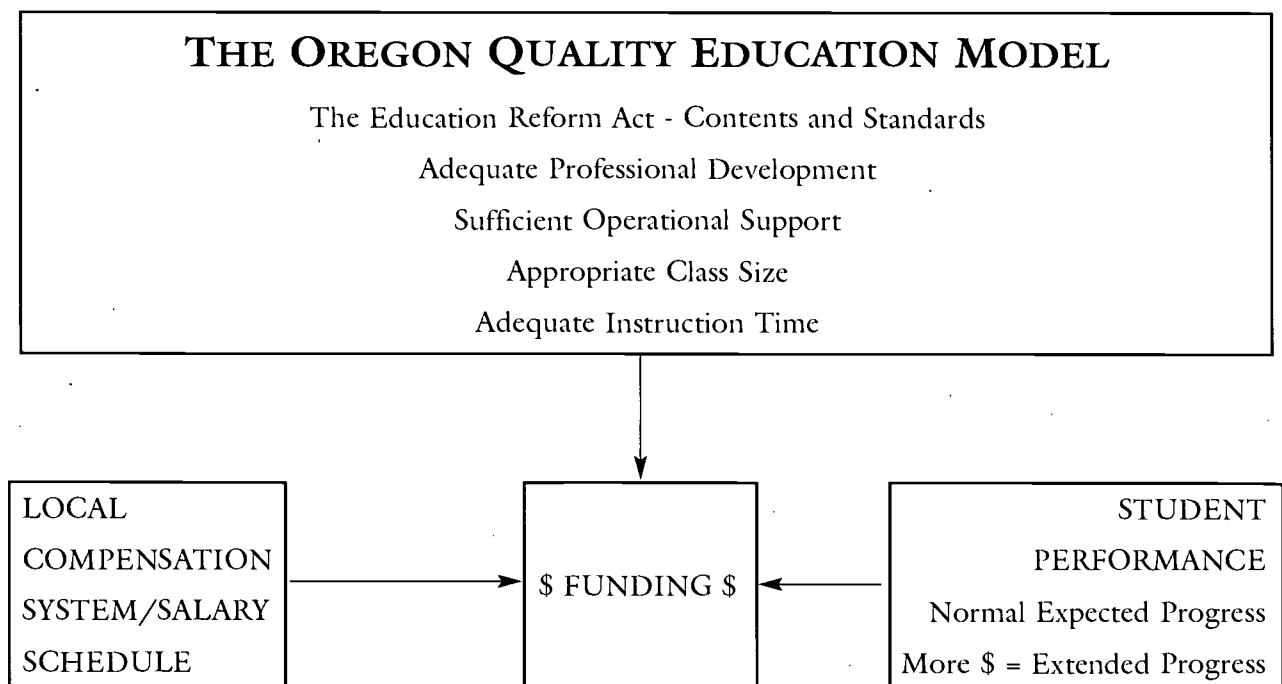 THE OREGON QUALITY EDUCATION MODEL
The Education Reform Act - Contents and Standards
Adequate Professional Development
Sufficient Operational Support
Appropriate Class Size
Adequate Instruction Time
LOCAL
COMPENSATION
SYSTEM/SALARY
SCHEDULE
$ FUNDING $
STUDENT
PERFORMANCE
Normal Expected Progress
More $ = Extended Progress